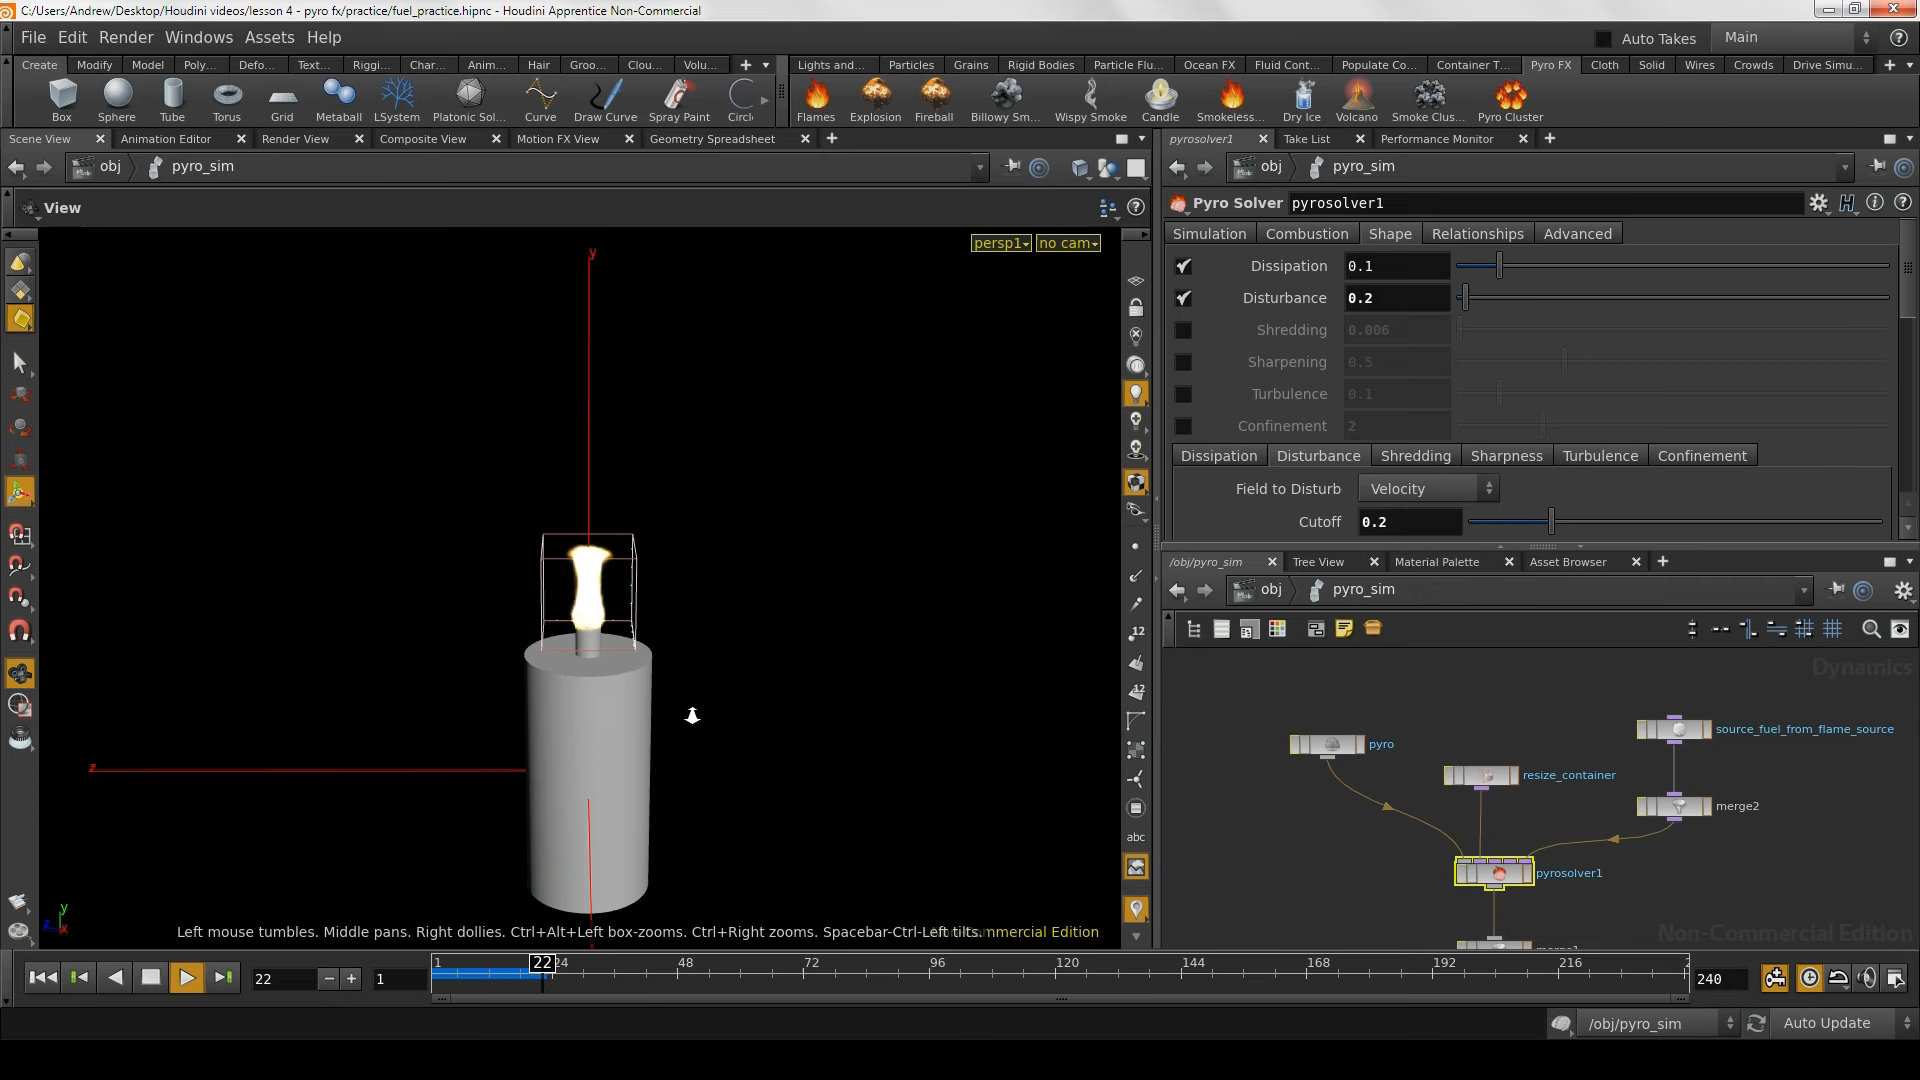 C:/Users/Andrew/Desktop/Houdini videos/lesson 4 - pyro fx/practice/fuel_practice.hipnc - Houdini Apprentice Non-Commercial
File Edit Render Windows Assets Help
Auto Takes Main
Create Modify Model Poly... Defo... Text... Riggi... Char... Anim... Hair Groo... Clou... Volu...
Lights and... Particles Grains Rigid Bodies Particle Flu... Ocean FX Fluid Cont... Populate Co... Container T... Pyro FX Cloth Solid Wires Crowds Drive Simu...
Box Sphere Tube Torus Grid Metaball LSystem Platonic Sol... Curve Draw Curve Spray Paint Circl
Flames Explosion Fireball Billowy Sm... Wispy Smoke Candle Smokeless... Dry Ice Volcano Smoke Clus... Pyro Cluster
Scene View Animation Editor Render View Composite View Motion FX View Geometry Spreadsheet
pyrosolver1 Take List Performance Monitor
obj pyro_sim
obj pyro_sim
View
Pyro Solver pyrosolver1
persp1 no cam
Simulation Combustion Shape Relationships Advanced
Dissipation 0.1
Disturbance 0.2
Shredding 0.006
Sharpening 0.5
Turbulence 0.1
Confinement 2
Dissipation Disturbance Shredding Sharpness Turbulence Confinement
Field to Disturb Velocity
Cutoff 0.2
/obj/pyro_sim Tree View Material Palette Asset Browser
obj pyro_sim
Dynamics
source_fuel_from_flame_source
pyro
resize_container
merge2
pyrosolver1
Non-Commercial Edition
y
z
12
12
abc
y
z
x
Left mouse tumbles. Middle pans. Right dollies. Ctrl+Alt+Left box-zooms. Ctrl+Right zooms. Spacebar-Ctrl-Left tilts. mmercial Edition
22 1
1 22 24 48 72 96 120 144 168 192 216 2
240
/obj/pyro_sim Auto Update